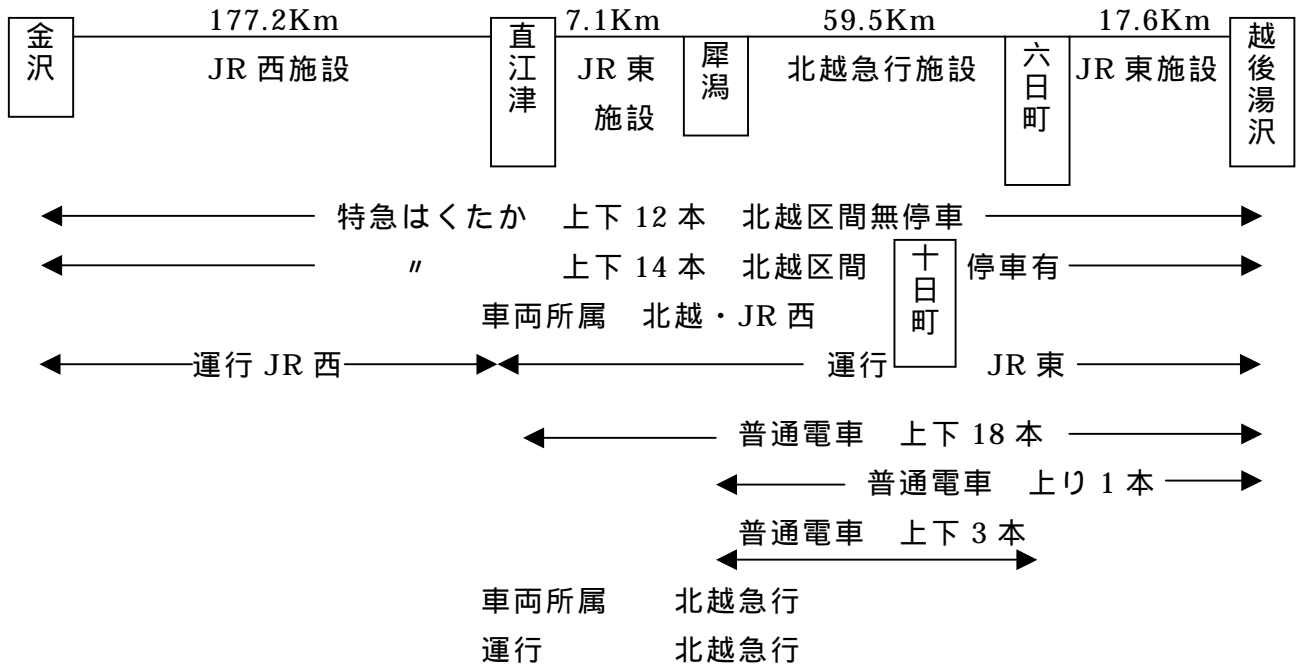 177.2Km 7.1Km 59.5Km 17.6Km
金沢 直江津 犀潟 六日町 越後湯沢
JR 西施設 JR 東施設 北越急行施設 JR 東施設
特急はくたか 上下 12 本 北越区間無停車
〃 上下 14 本 北越区間 十日町 停車有
車両所属 北越・JR 西
運行 JR 西 運行 JR 東
普通電車 上下 18 本
普通電車 上り 1 本
普通電車 上下 3 本
車両所属 北越急行
運行 北越急行